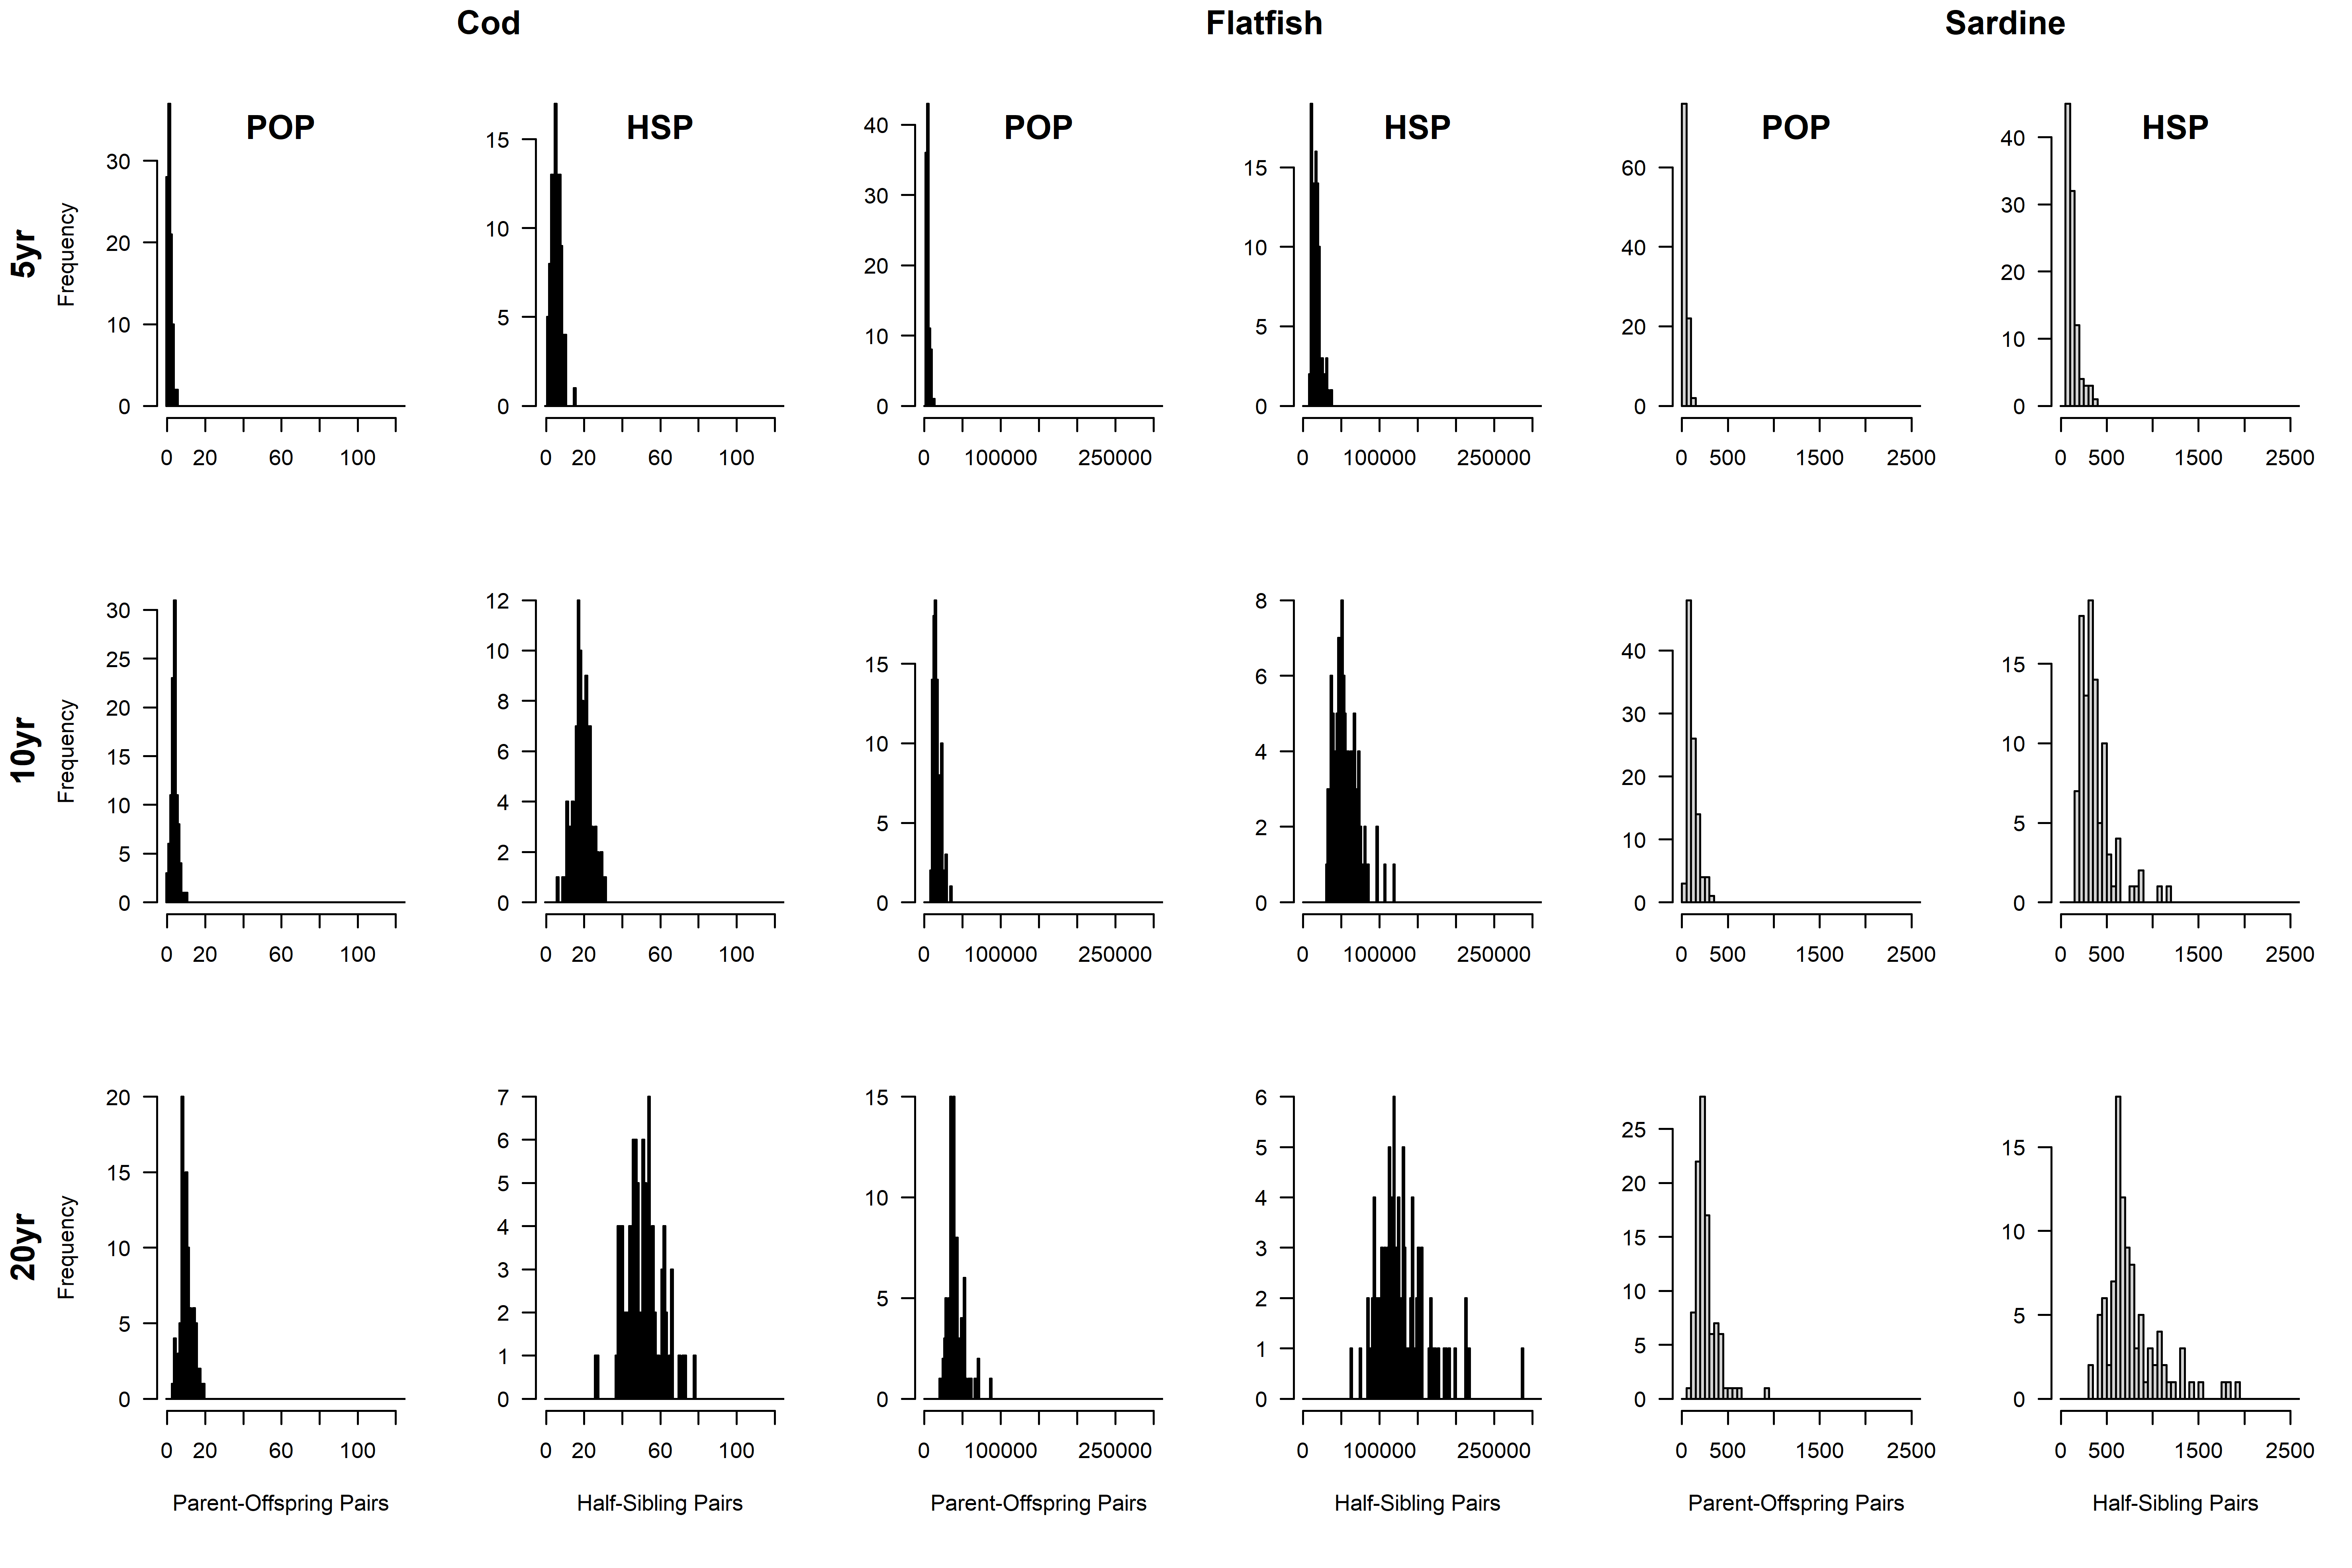 Cod Flatfish Sardine
POP HSP POP HSP POP HSP
5yr
Frequency
0 10 20 30
0 20 60 100
0 5 10 15
0 20 60 100
0 10 20 30 40
0 100000 250000
0 5 10 15
0 100000 250000
0 20 40 60
0 500 1500 2500
0 10 20 30 40
0 500 1500 2500
10yr
Frequency
0 5 10 15 20 25 30
0 20 60 100
0 2 4 6 8 10 12
0 20 60 100
0 5 10 15
0 100000 250000
0 2 4 6 8
0 100000 250000
0 10 20 30 40
0 500 1500 2500
0 5 10 15
0 500 1500 2500
20yr
Frequency
0 5 10 15 20
0 20 60 100
Parent-Offspring Pairs
0 1 2 3 4 5 6 7
0 20 60 100
Half-Sibling Pairs
0 5 10 15
0 100000 250000
Parent-Offspring Pairs
0 1 2 3 4 5 6
0 100000 250000
Half-Sibling Pairs
0 5 10 15 20 25
0 500 1500 2500
Parent-Offspring Pairs
0 5 10 15
0 500 1500 2500
Half-Sibling Pairs